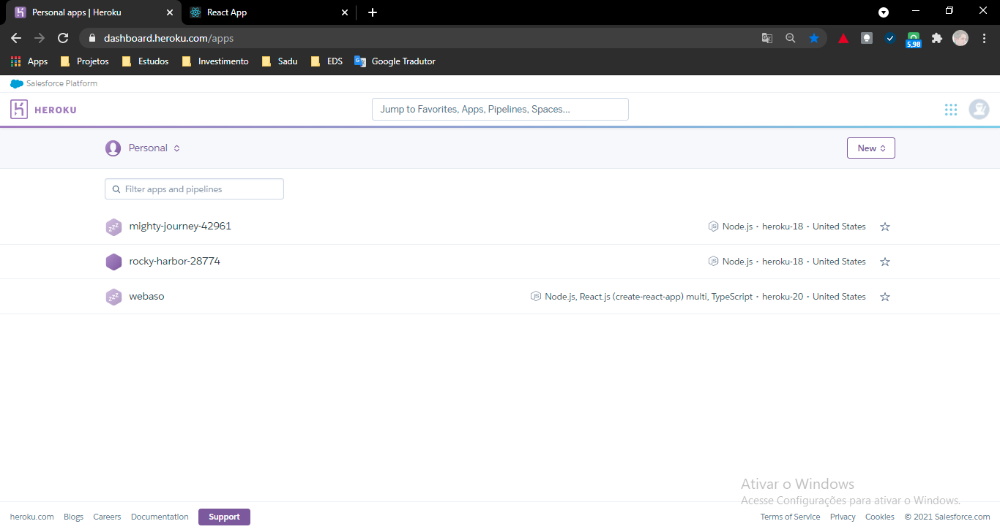 Personal apps | Heroku
React App
dashboard.heroku.com/apps
5,98
Apps Projetos Estudos Investimento Sadu EDS Google Tradutor
Salesforce Platform
HEROKU
Jump to Favorites, Apps, Pipelines, Spaces...
Personal
New
Filter apps and pipelines
mighty-journey-42961
Node.js • heroku-18 • United States
rocky-harbor-28774
Node.js • heroku-18 • United States
webaso
Node.js, React.js (create-react-app) multi, TypeScript • heroku-20 • United States
Ativar o Windows
Acesse Configurações para ativar o Windows.
heroku.com Blogs Careers Documentation Support
Terms of Service Privacy Cookies © 2021 Salesforce.com